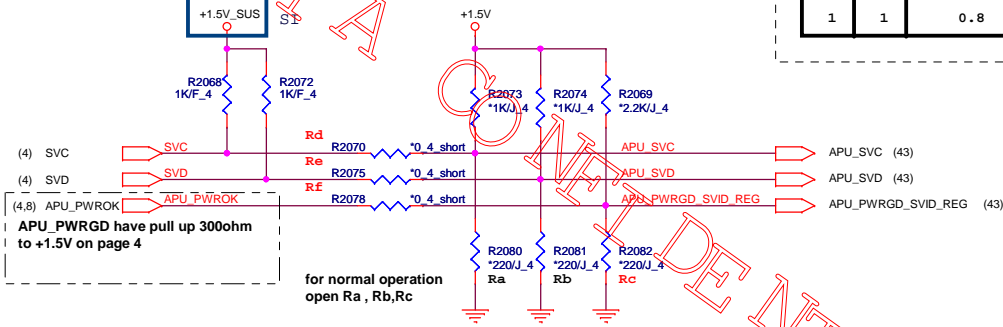 +1.5V_SUS
S1
+1.5V
1 1 0.8
R2068
1K/F_4
R2072
1K/F_4
R2073
*1K/J_4
R2074
*1K/J_4
R2069
*2.2K/J_4
(4) SVC
SVC
Rd
R2070
*0_4_short
APU_SVC
APU_SVC (43)
Re
(4) SVD
SVD
R2075
*0_4_short
APU_SVD
APU_SVD (43)
Rf
(4,8) APU_PWROK
APU_PWROK
R2078
*0_4_short
APU_PWRGD_SVID_REG
APU_PWRGD_SVID_REG (43)
APU_PWRGD have pull up 300ohm
to +1.5V on page 4
R2080
*220/J_4
Ra
R2081
*220/J_4
Rb
R2082
*220/J_4
Rc
for normal operation
open Ra , Rb,Rc
A CONFIDENT